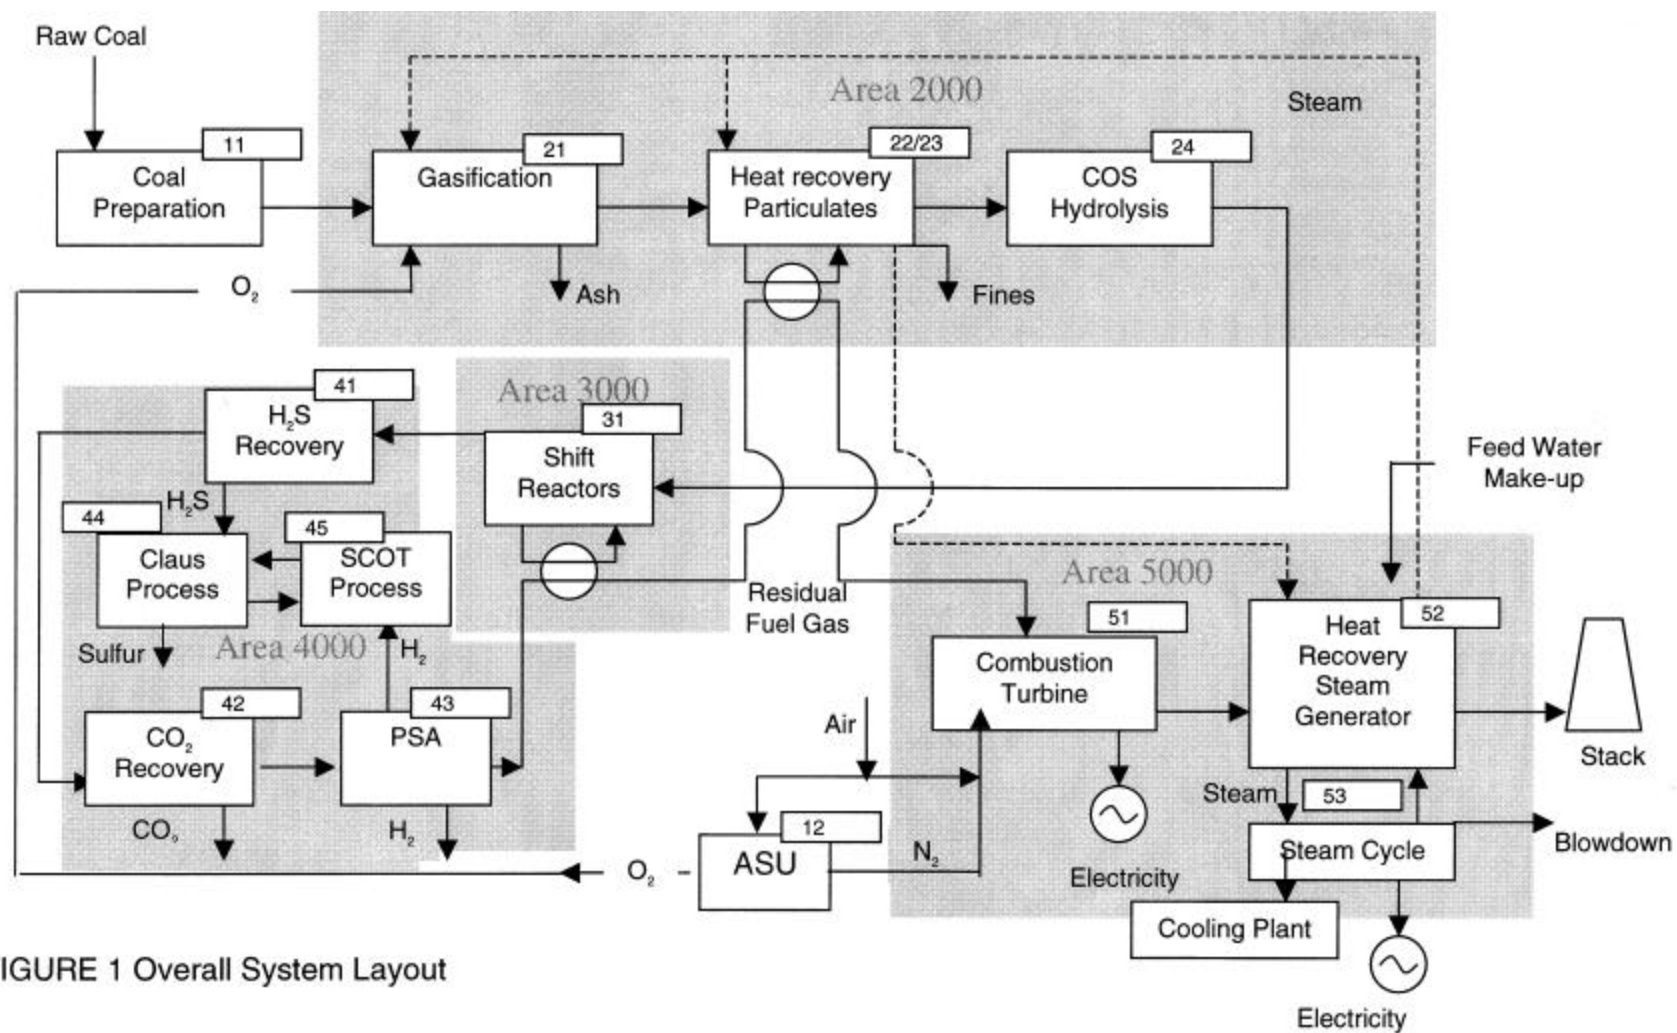 Raw Coal
11
Coal
Preparation
21
Gasification
Area 2000
22/23
Heat recovery
Particulates
24
COS
Hydrolysis
Steam
O₂
Ash
Fines
41
H₂S
Recovery
Area 3000
31
Shift
Reactors
Feed Water
Make-up
H₂S
44
Claus
Process
45
SCOT
Process
Sulfur
Area 4000
H₂
Residual
Fuel Gas
Area 5000
51
Combustion
Turbine
52
Heat
Recovery
Steam
Generator
Stack
42
CO₂
Recovery
43
PSA
CO₂
H₂
Air
12
ASU
N₂
O₂
Electricity
Steam
53
Steam Cycle
Blowdown
Cooling Plant
Electricity
IGURE 1 Overall System Layout